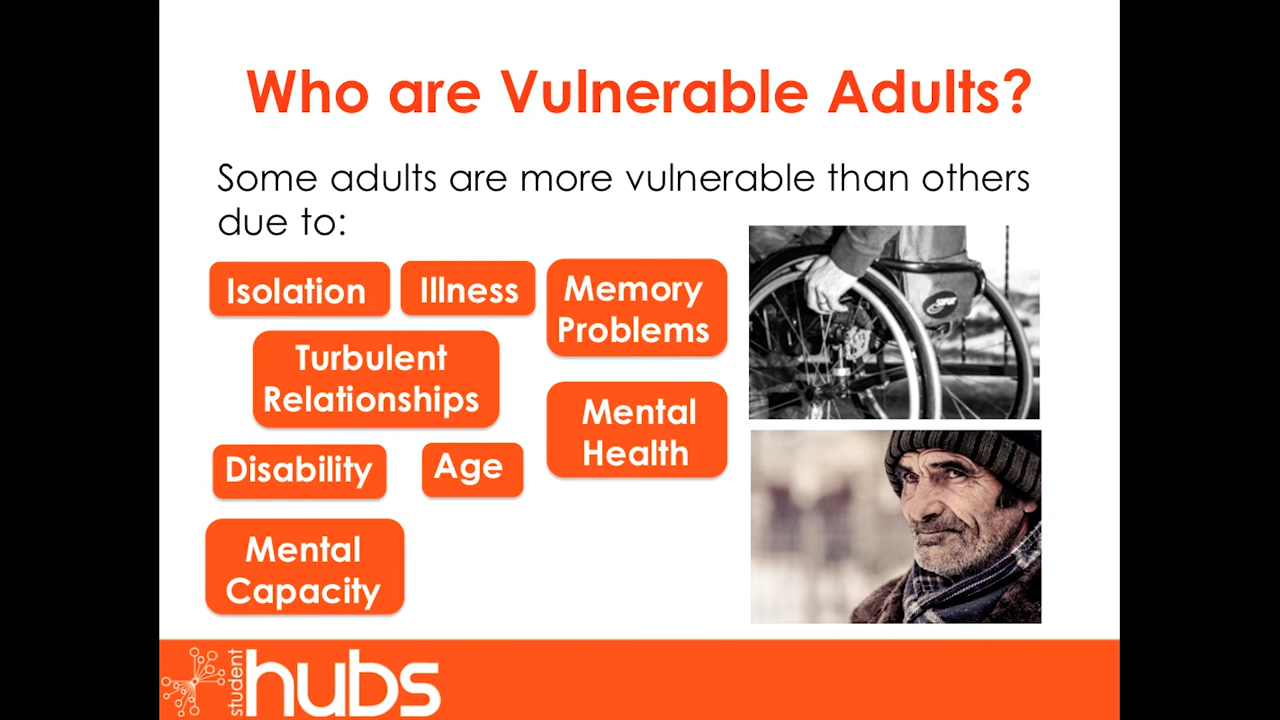 Who are Vulnerable Adults?
Some adults are more vulnerable than others
due to:
Isolation
Illness
Memory
Problems
Turbulent
Relationships
Mental
Health
Disability
Age
Mental
Capacity
student
hubs